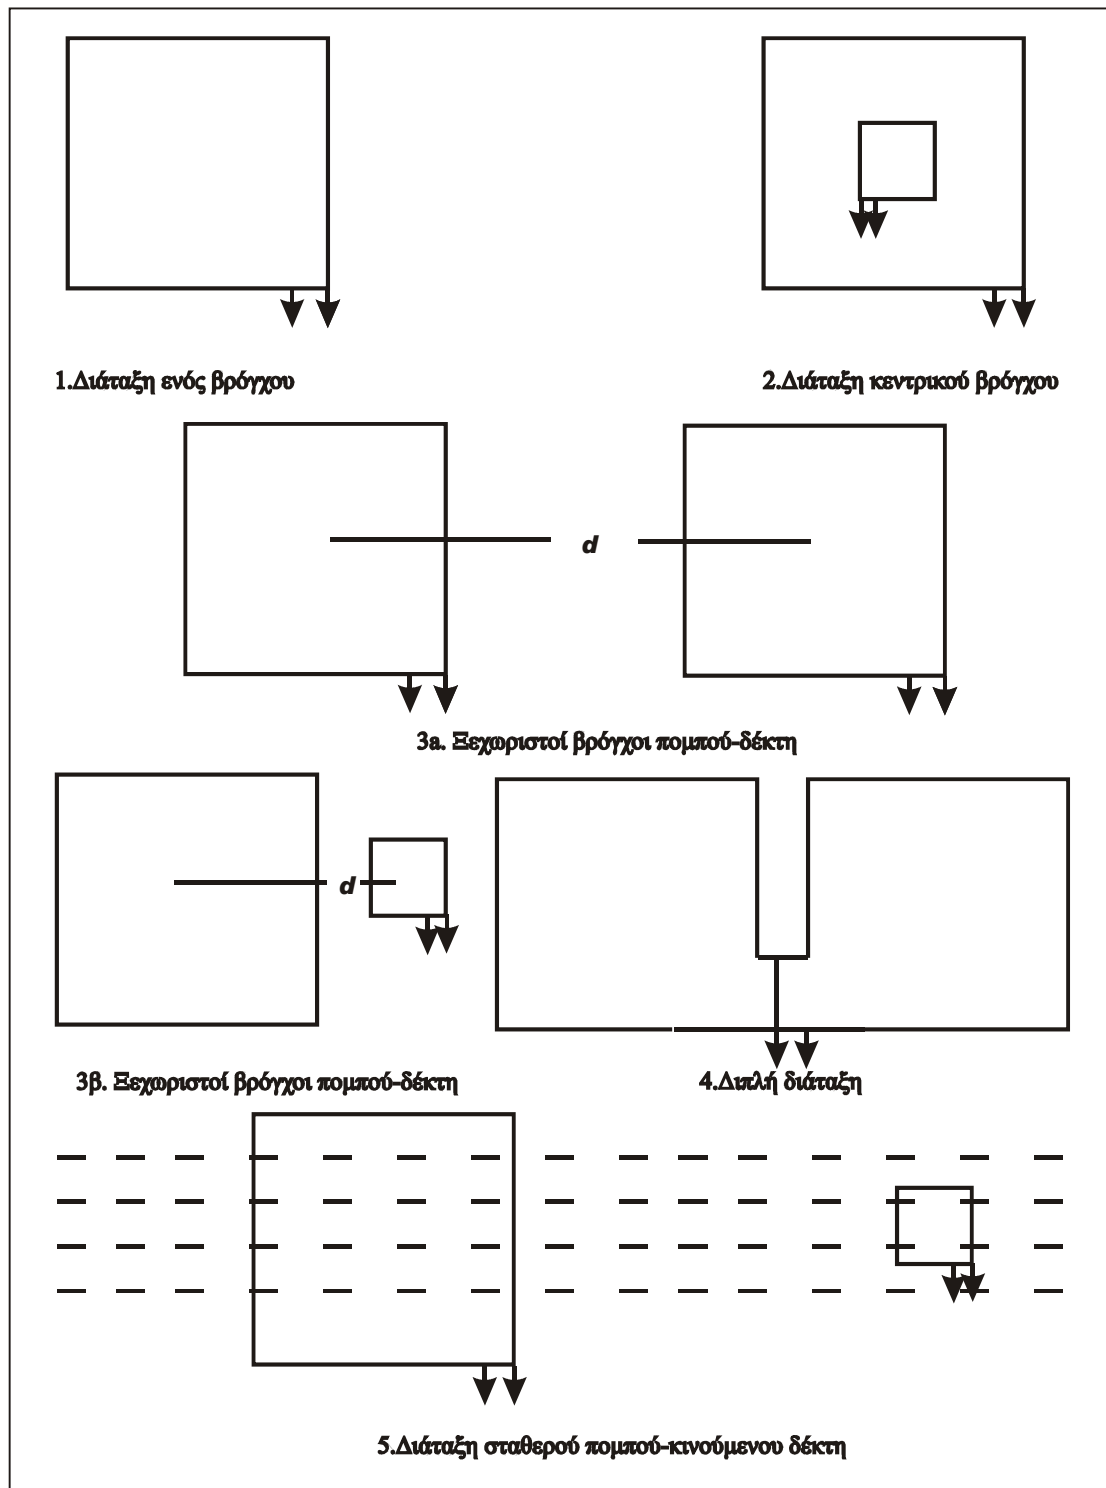 1.Διάταξη ενός βρόγχου
2.Διάταξη κεντρικού βρόγχου
d
3a. Ξεχωριστοί βρόγχοι πομπού-δέκτη
d
3β. Ξεχωριστοί βρόγχοι πομπού-δέκτη
4.Διπλή διάταξη
5.Διάταξη σταθερού πομπού-κινούμενου δέκτη